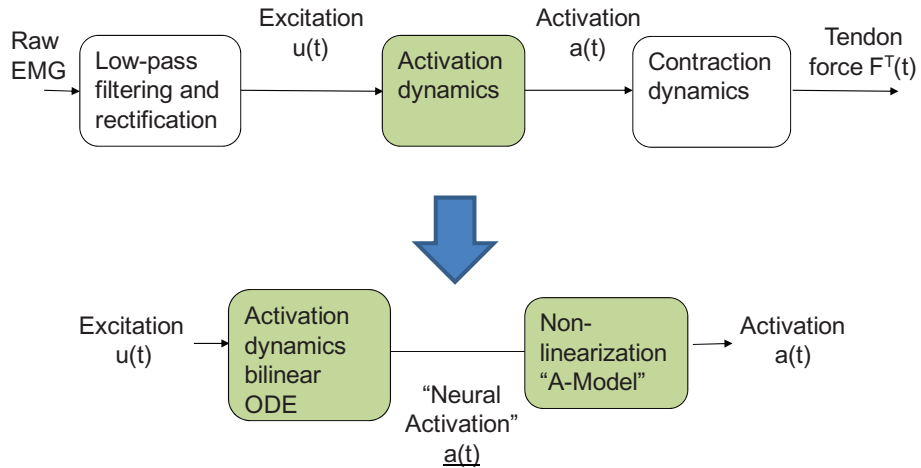 Raw
EMG
Low-pass
filtering and
rectification
Excitation
u(t)
Activation
dynamics
Activation
a(t)
Contraction
dynamics
Tendon
force Fᵀ(t)
Excitation
u(t)
Activation
dynamics
bilinear
ODE
“Neural
Activation”
a(t)
Non-
linearization
“A-Model”
Activation
a(t)